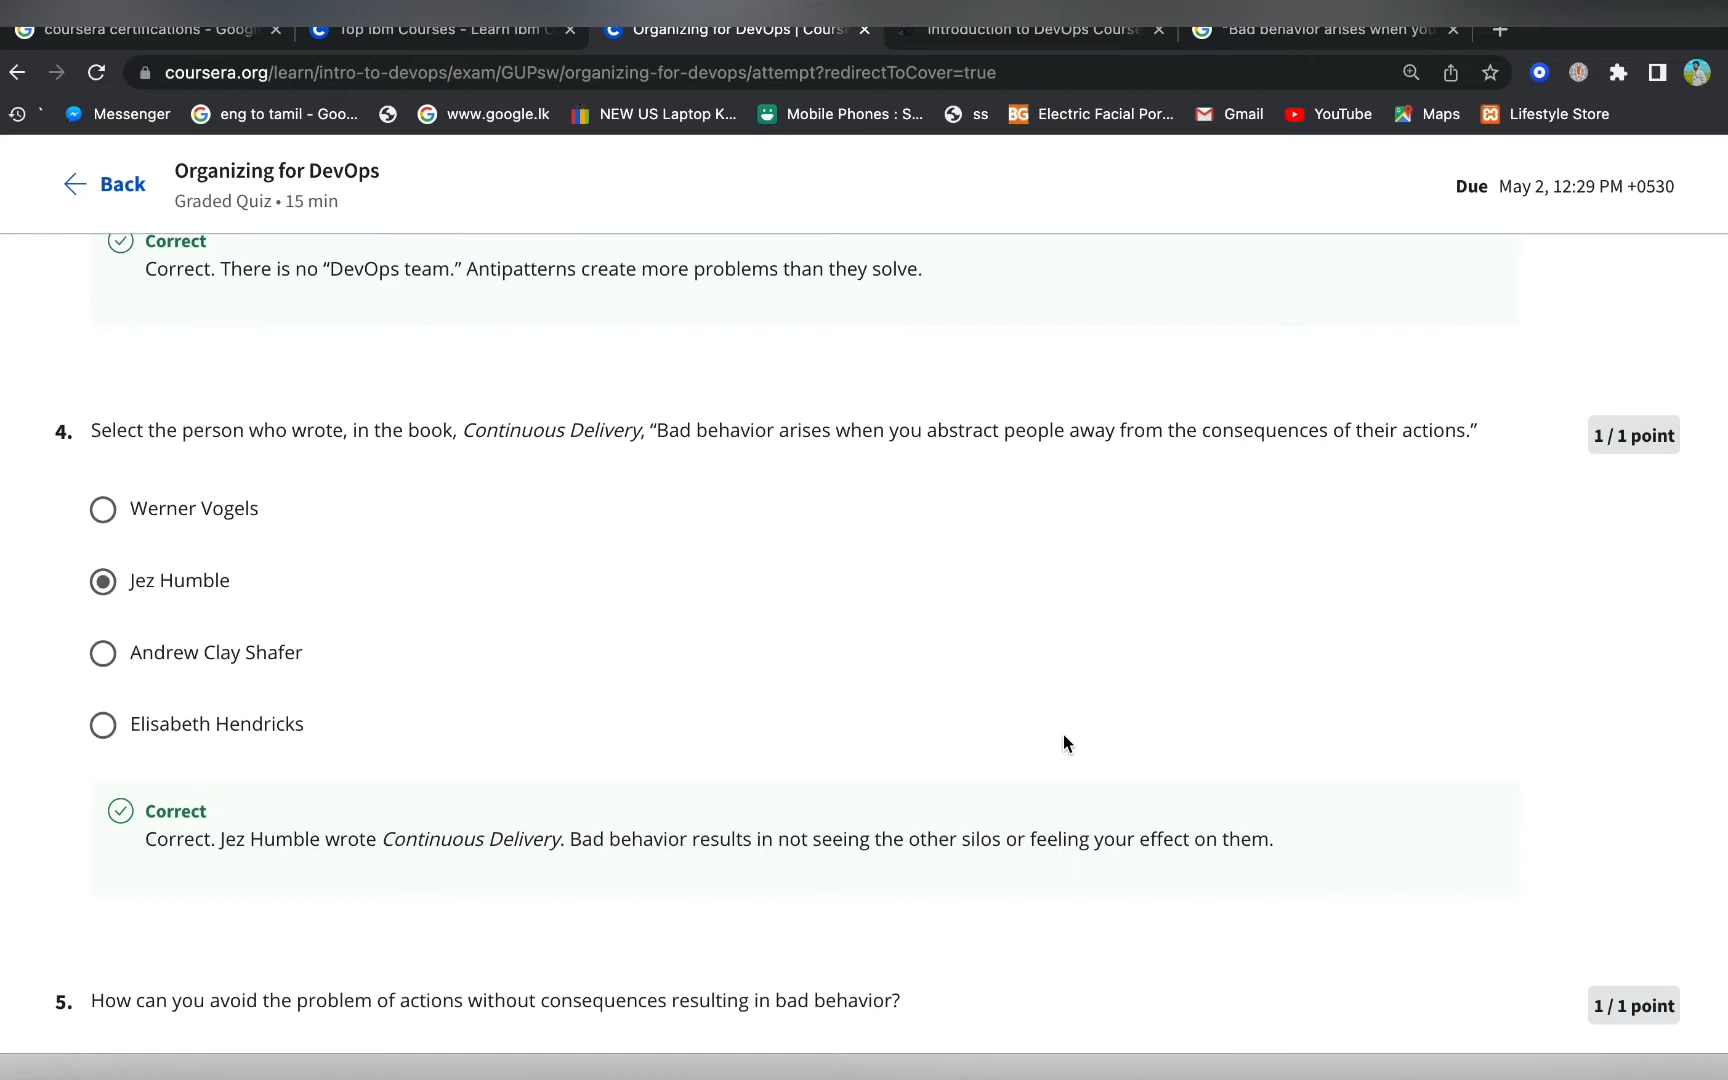 coursera certifications - Googl
Top Ibm Courses - Learn Ibm C
Organizing for DevOps | Course
Introduction to DevOps Course
"Bad behavior arises when you
coursera.org/learn/intro-to-devops/exam/GUPsw/organizing-for-devops/attempt?redirectToCover=true
Messenger
eng to tamil - Goo...
www.google.lk
NEW US Laptop K...
Mobile Phones : S...
ss
BG
Electric Facial Por...
Gmail
YouTube
Maps
Lifestyle Store
Back
Organizing for DevOps
Graded Quiz • 15 min
Due May 2, 12:29 PM +0530
Correct
Correct. There is no “DevOps team.” Antipatterns create more problems than they solve.
4. Select the person who wrote, in the book, Continuous Delivery, “Bad behavior arises when you abstract people away from the consequences of their actions.”
1 / 1 point
Werner Vogels
Jez Humble
Andrew Clay Shafer
Elisabeth Hendricks
Correct
Correct. Jez Humble wrote Continuous Delivery. Bad behavior results in not seeing the other silos or feeling your effect on them.
5. How can you avoid the problem of actions without consequences resulting in bad behavior?
1 / 1 point